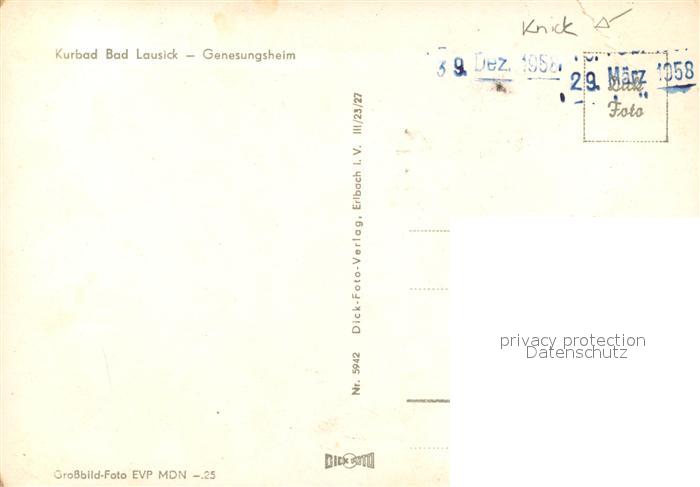 Knick
Kurbad Bad Lausick – Genesungsheim
9. Dez. 1958
29. März 1958
Foto
Nr. 5942 Dick-Foto-Verlag, Erlbach i. V. III/23/27
privacy protection
Datenschutz
DICK FOTO
Großbild-Foto EVP MDN –.25